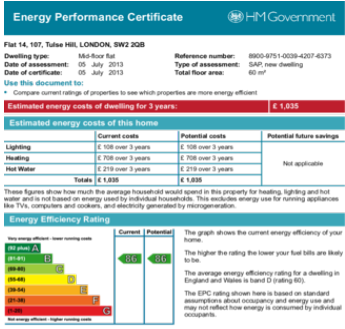 Energy Performance Certificate
HM Government
Flat 14, 107, Tulse Hill, LONDON, SW2 2QB
Dwelling type: Mid-floor flat
Reference number: 8900-9751-0039-4207-6373
Date of assessment: 05 July 2013
Type of assessment: SAP, new dwelling
Date of certificate: 05 July 2013
Total floor area: 60 m²
Use this document to:
• Compare current ratings of properties to see which properties are more energy efficient
Estimated energy costs of dwelling for 3 years: £ 1,035
Estimated energy costs of this home
Current costs Potential costs Potential future savings
Lighting £ 108 over 3 years £ 108 over 3 years
Heating £ 708 over 3 years £ 708 over 3 years
Not applicable
Hot Water £ 219 over 3 years £ 219 over 3 years
Totals £ 1,035 £ 1,035
These figures show how much the average household would spend in this property for heating, lighting and hot
water and is not based on energy used by individual households. This excludes energy use for running appliances
like TVs, computers and cookers, and electricity generated by microgeneration.
Energy Efficiency Rating
Current Potential
Very energy efficient - lower running costs
(92 plus) A
(81-91) B
(69-80) C
(55-68) D
(39-54) E
(21-38) F
(1-20) G
Not energy efficient - higher running costs
86 86
The graph shows the current energy efficiency of your
home.
The higher the rating the lower your fuel bills are likely
to be.
The average energy efficiency rating for a dwelling in
England and Wales is band D (rating 60).
The EPC rating shown here is based on standard
assumptions about occupancy and energy use and
may not reflect how energy is consumed by individual
occupants.